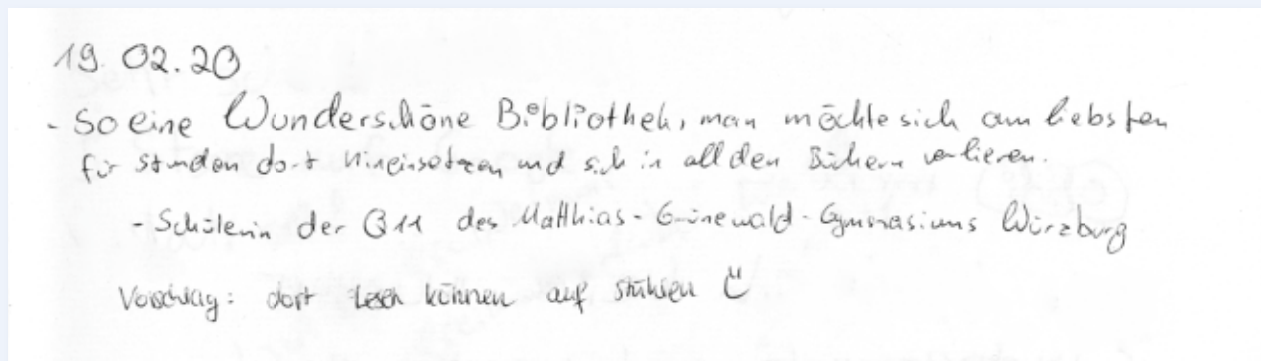 19.02.20
- So eine Wunderschöne Bibliothek, man möchte sich am liebsten
für stunden dort hineinsetzen und sich in all den Büchern verlieren.
- Schülerin der Q11 des Matthias-Grünewald-Gymnasiums Würzburg
Vorschlag: dort lesen können auf stühlen